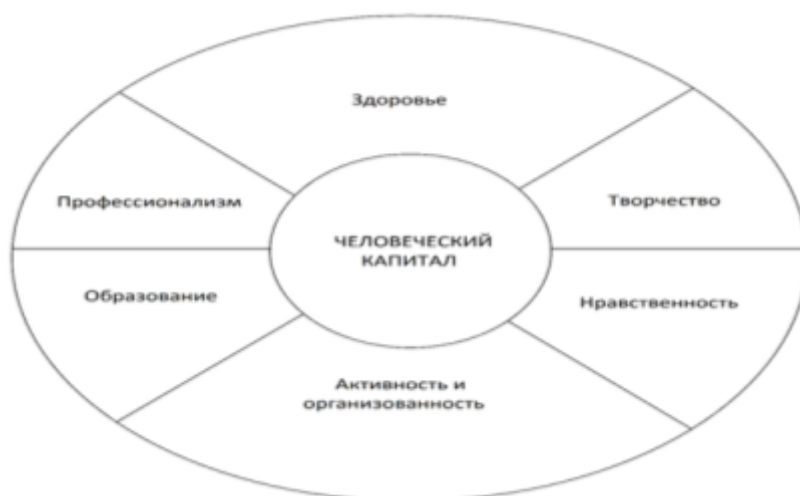 Здоровье
Профессионализм
Творчество
ЧЕЛОВЕЧЕСКИЙ
КАПИТАЛ
Образование
Нравственность
Активность и
организованность